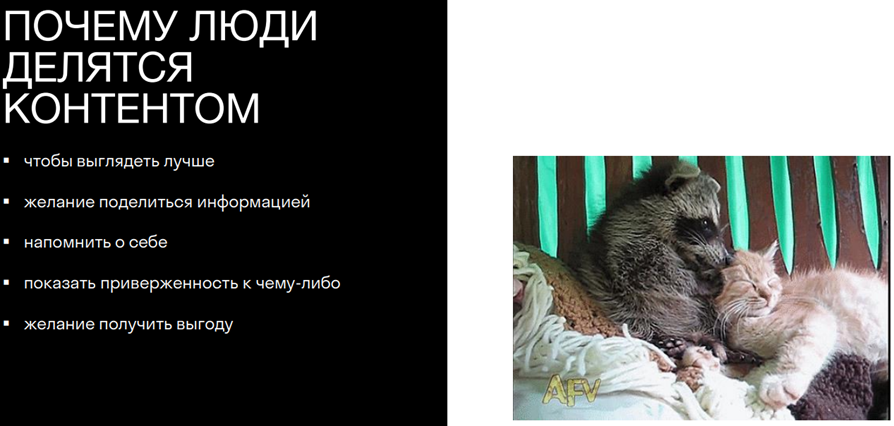 ПОЧЕМУ ЛЮДИ
ДЕЛЯТСЯ
КОНТЕНТОМ
чтобы выглядеть лучше
желание поделиться информацией
напомнить о себе
показать приверженность к чему-либо
желание получить выгоду
AFV